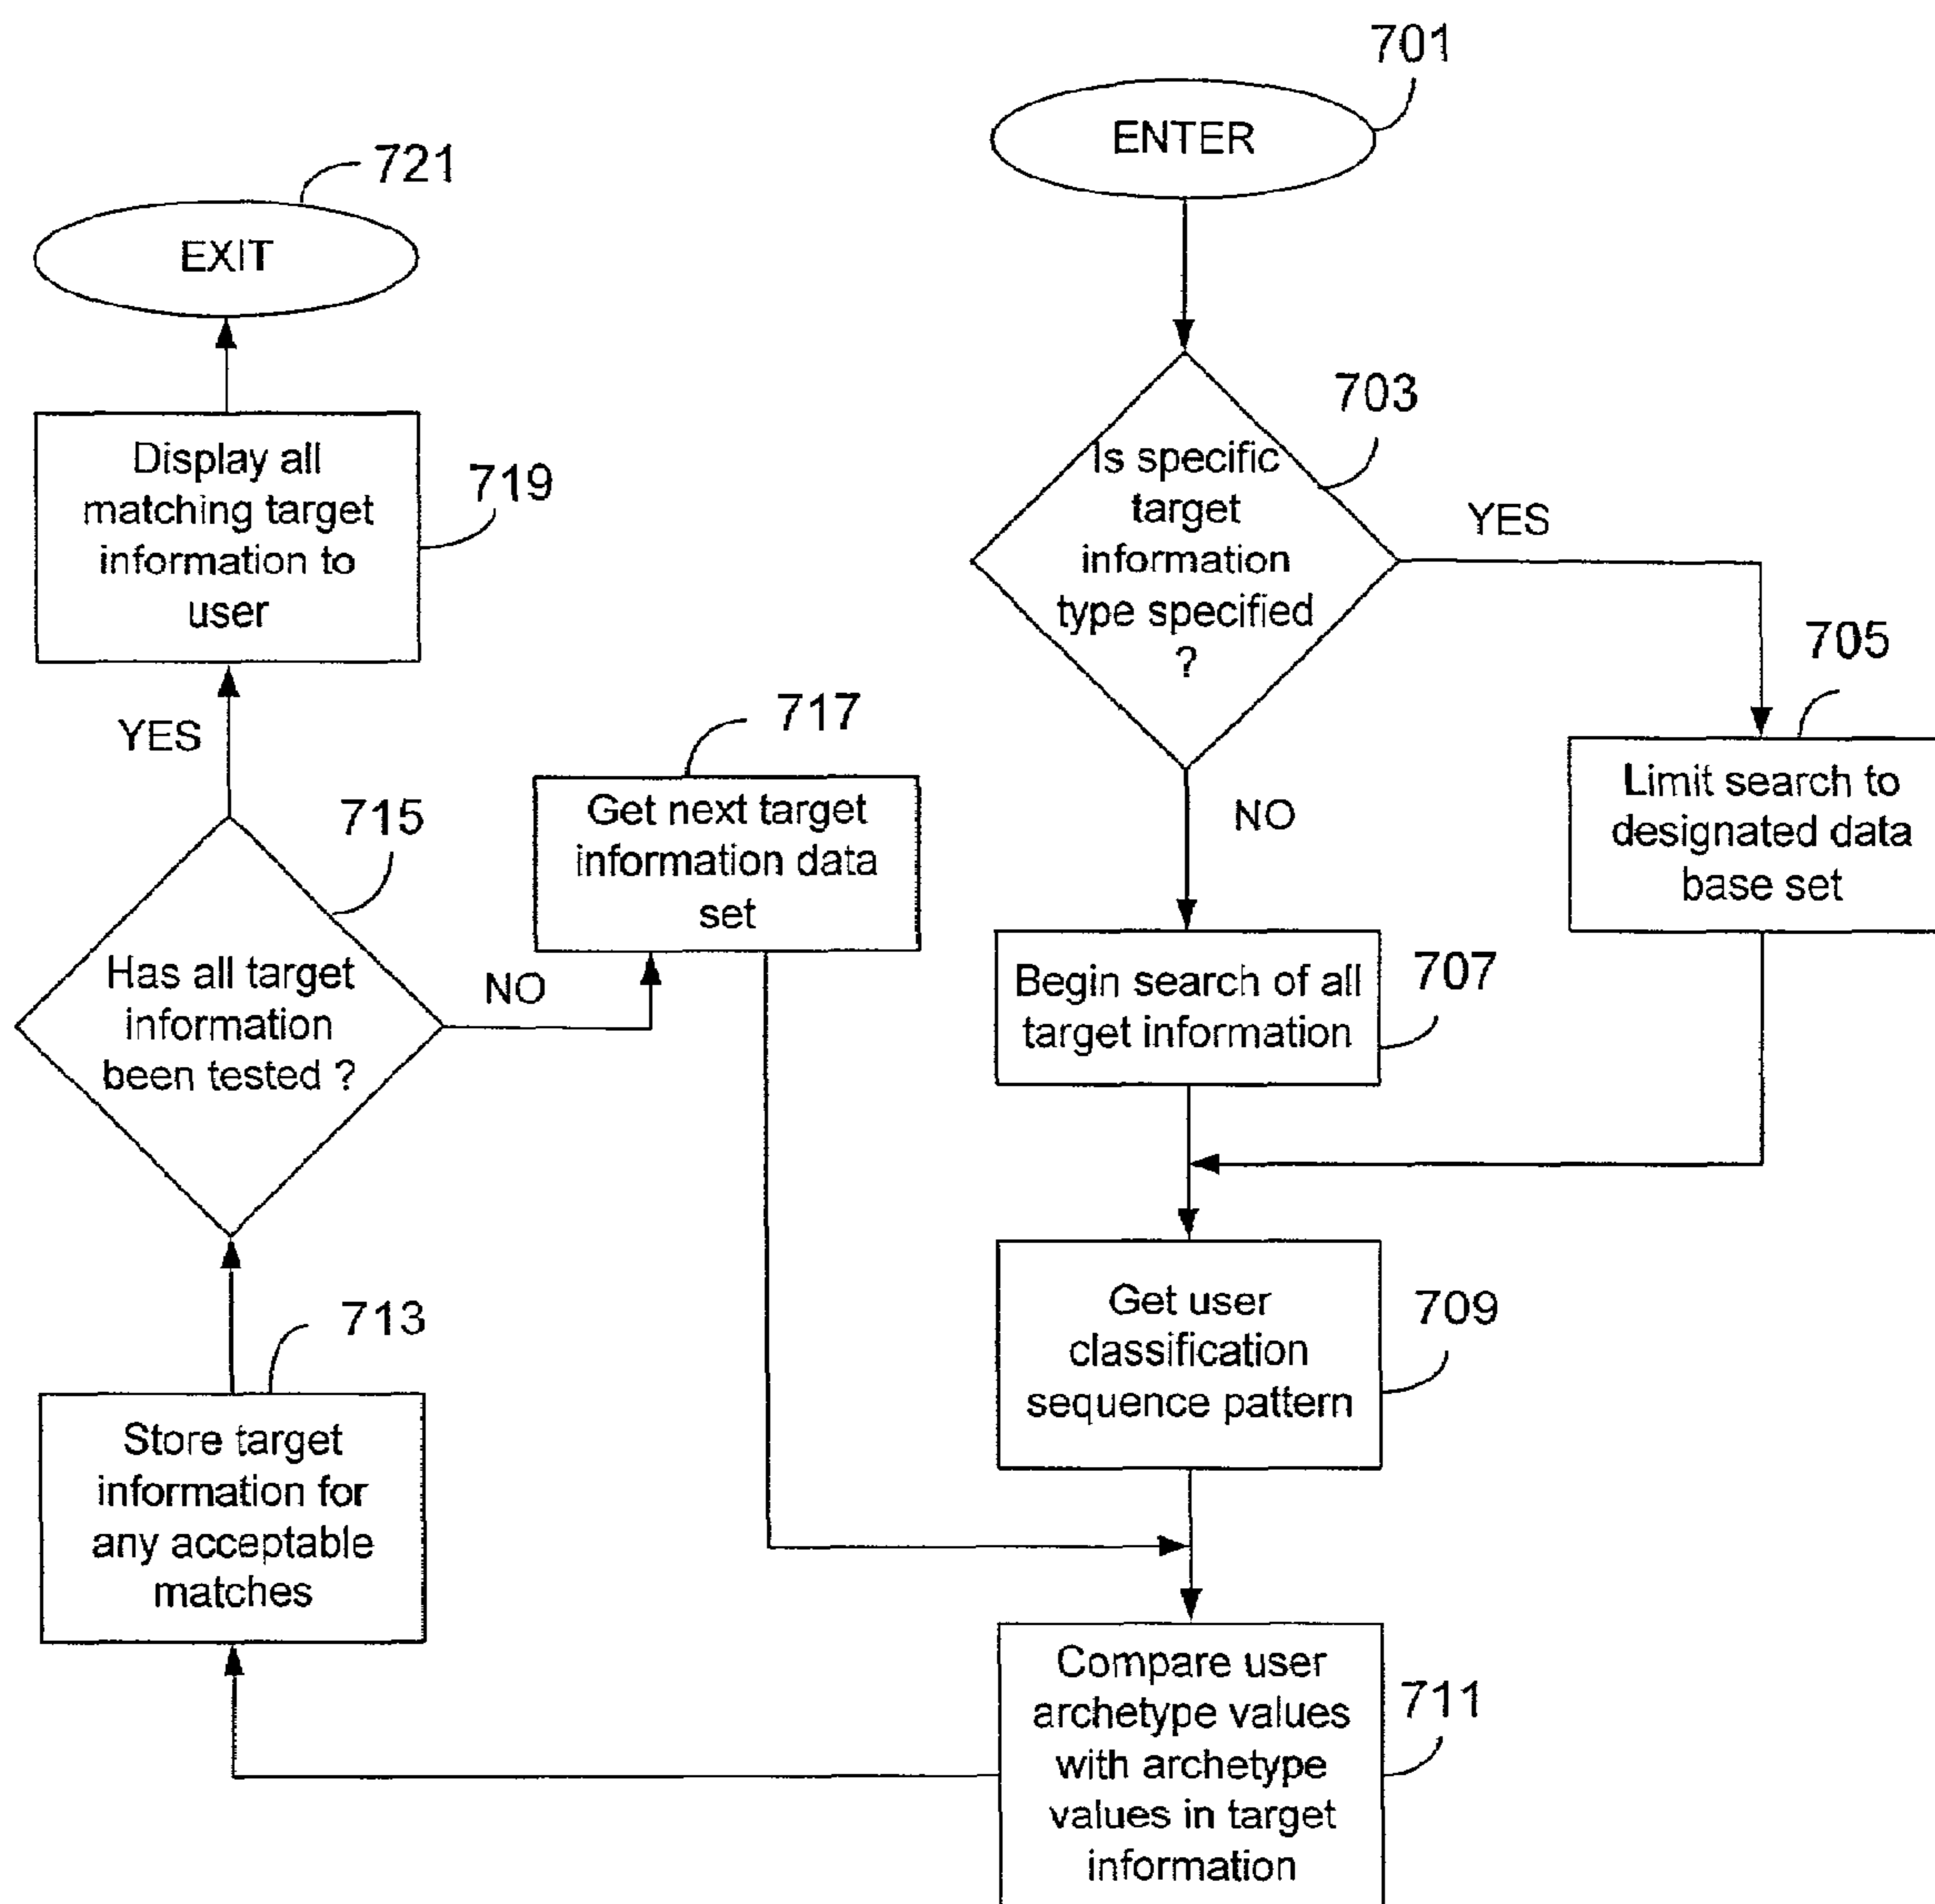 701
ENTER
703
Is specific
target
information
type specified
?
YES
NO
705
Limit search to
designated data
base set
707
Begin search of all
target information
709
Get user
classification
sequence pattern
711
Compare user
archetype values
with archetype
values in target
information
713
Store target
information for
any acceptable
matches
715
Has all target
information
been tested ?
NO
YES
717
Get next target
information data
set
719
Display all
matching target
information to
user
721
EXIT